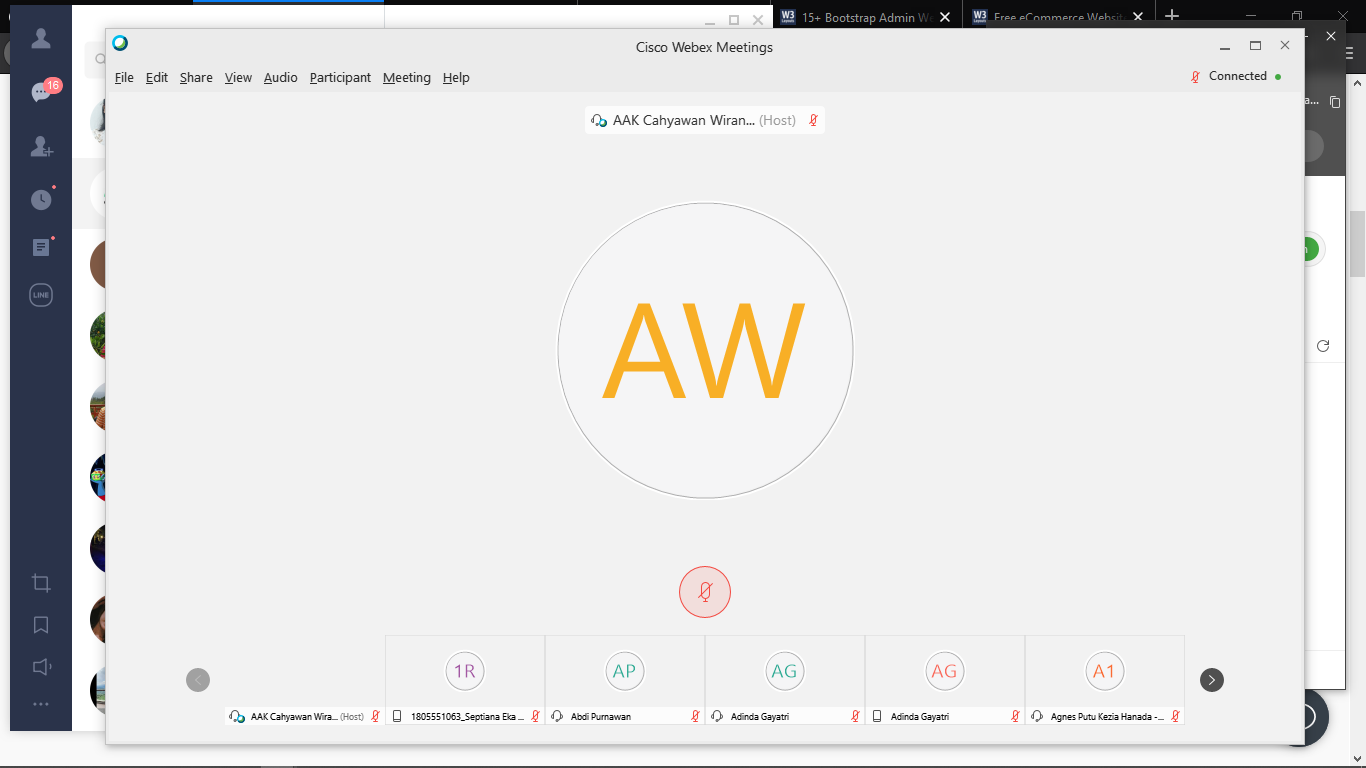 W3 15+ Bootstrap Admin We
W3 Free eCommerce Website
Cisco Webex Meetings
File Edit Share View Audio Participant Meeting Help
Connected
16
AAK Cahyawan Wiran... (Host)
a...
AW
LINE
1R
AP
AG
AG
A1
AAK Cahyawan Wira... (Host)
1805551063_Septiana Eka ...
Abdi Purnawan
Adinda Gayatri
Adinda Gayatri
Agnes Putu Kezia Hanada -...